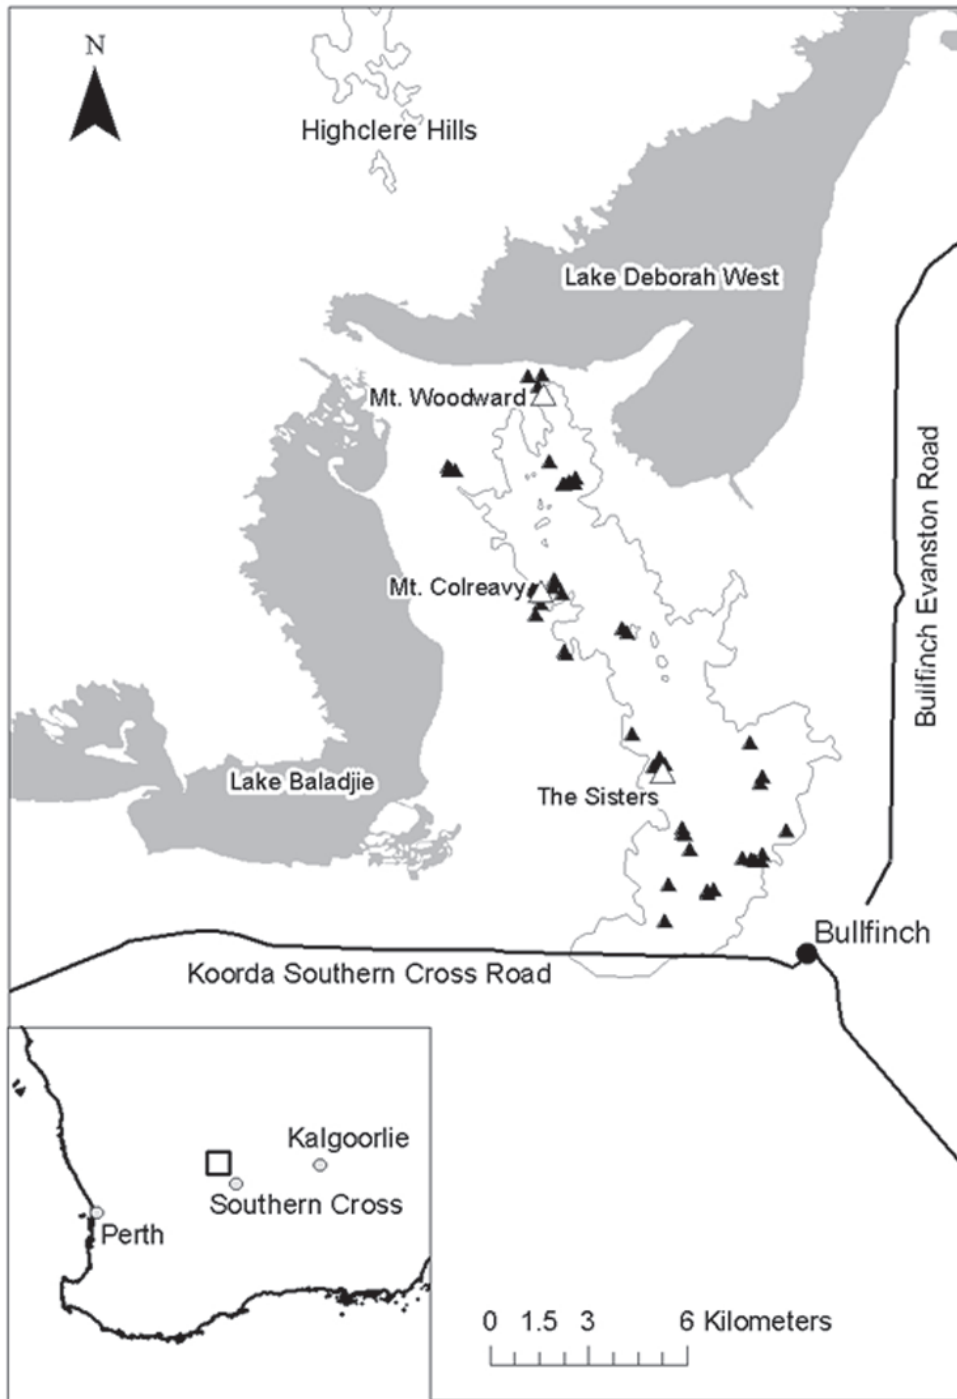 N
Highclere Hills
Lake Deborah West
Mt. Woodward
Bullfinch Evanston Road
Mt. Colreavy
Lake Baladjie
The Sisters
Bullfinch
Koorda Southern Cross Road
Kalgoorlie
Southern Cross
Perth
0 1.5 3 6 Kilometers